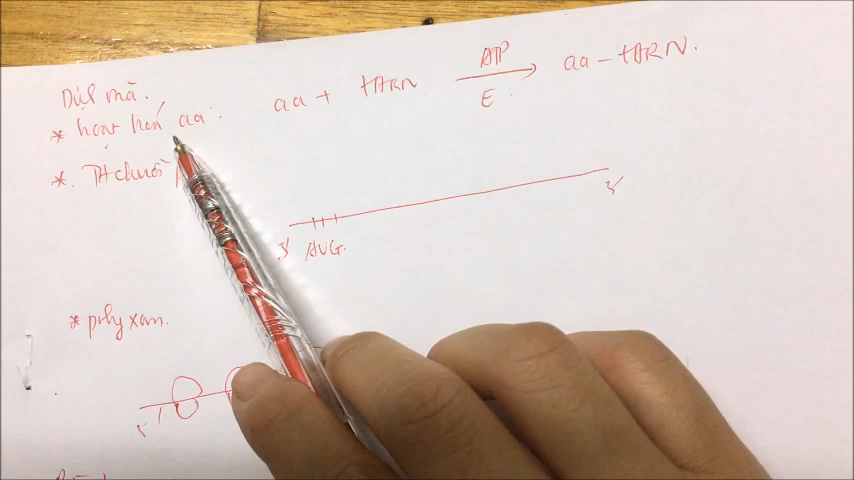 Dịch mã.
* hoạt hoá aa: aa + tARN ATP E aa - tARN.
* TH chuỗi
5' AUG. 3'
* polyxom.
5'